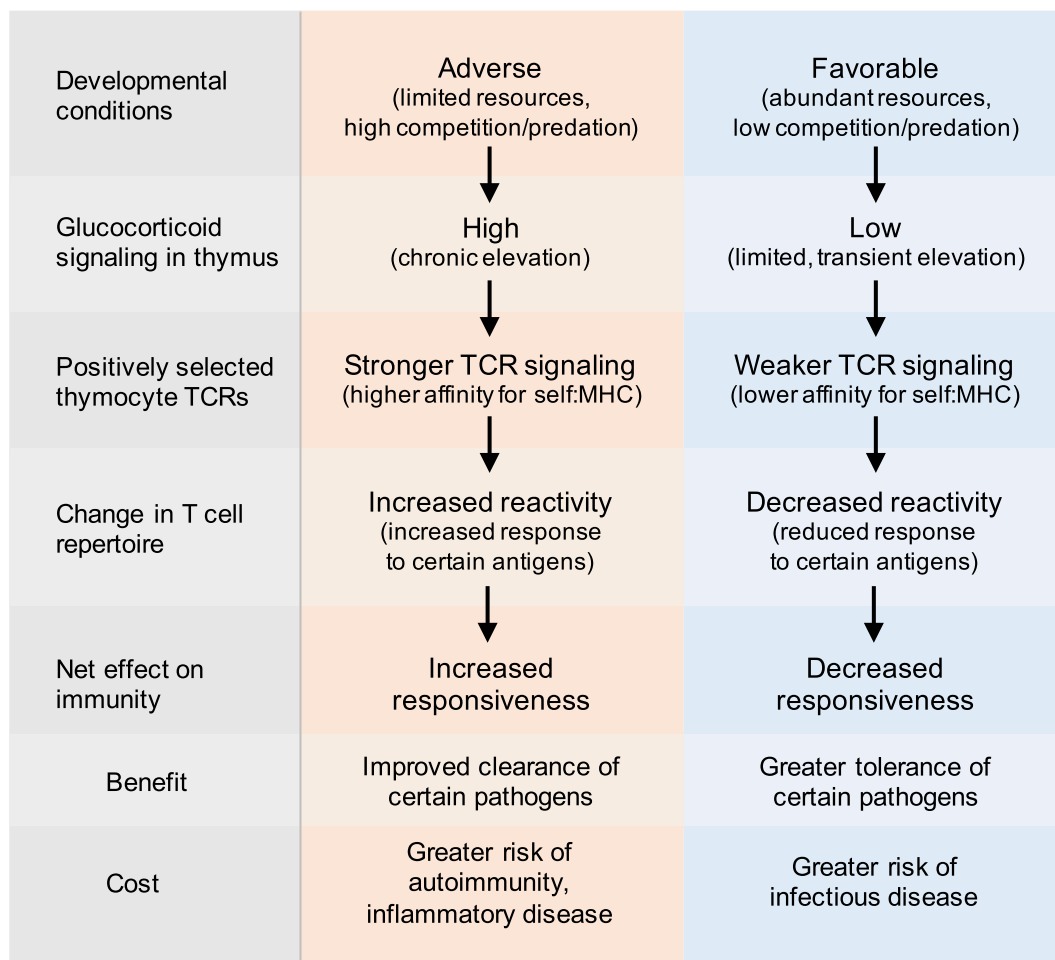 Developmental
conditions
Adverse
(limited resources,
high competition/predation)
Favorable
(abundant resources,
low competition/predation)
Glucocorticoid
signaling in thymus
High
(chronic elevation)
Low
(limited, transient elevation)
Positively selected
thymocyte TCRs
Stronger TCR signaling
(higher affinity for self:MHC)
Weaker TCR signaling
(lower affinity for self:MHC)
Change in T cell
repertoire
Increased reactivity
(increased response
to certain antigens)
Decreased reactivity
(reduced response
to certain antigens)
Net effect on
immunity
Increased
responsiveness
Decreased
responsiveness
Benefit
Improved clearance of
certain pathogens
Greater tolerance of
certain pathogens
Cost
Greater risk of
autoimmunity,
inflammatory disease
Greater risk of
infectious disease